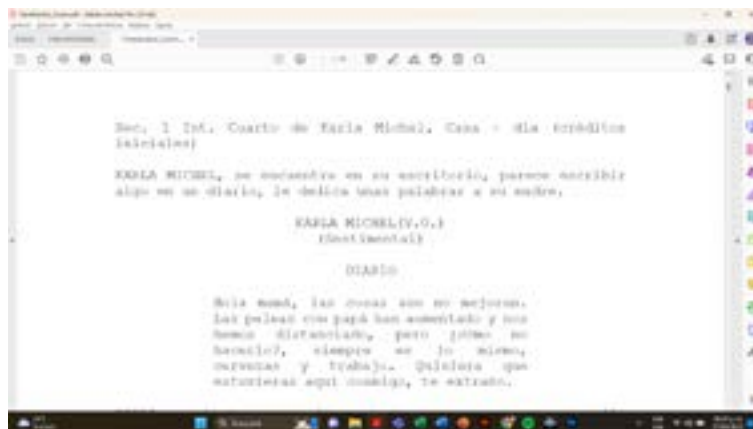 Sec. 1 Int. Cuarto de Karla Michel, Casa - día (créditos
iniciales)
KARLA MICHEL, se encuentra en su escritorio, parece escribir
algo en un diario, le dedica unas palabras a su madre.
KARLA MICHEL(V.O.)
(Sentimental)
DIARIO
Hola mamá, las cosas aún no mejoran.
Las peleas con papá han aumentado y nos
hemos distanciado, pero ¿cómo no
hacerlo?, siempre es lo mismo,
cervezas y trabajo. Quisiera que
estuvieras aquí conmigo, te extraño.